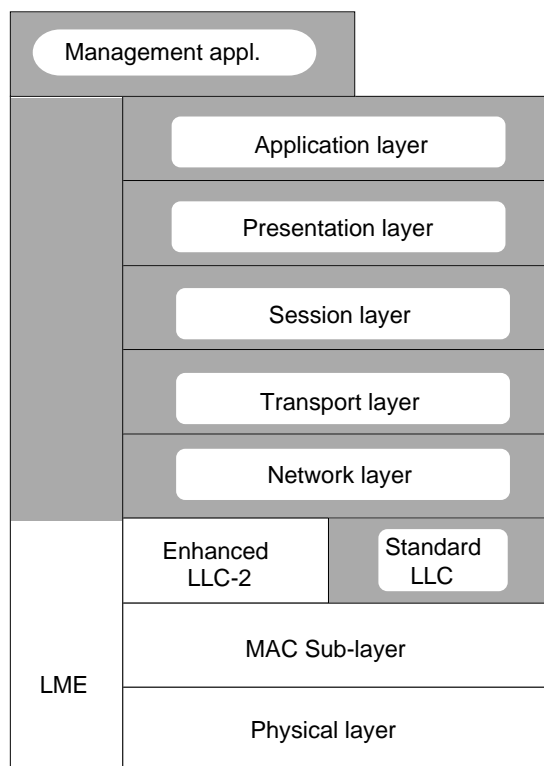 Management appl.
Application layer
Presentation layer
Session layer
Transport layer
Network layer
Enhanced
LLC-2
Standard
LLC
MAC Sub-layer
LME
Physical layer